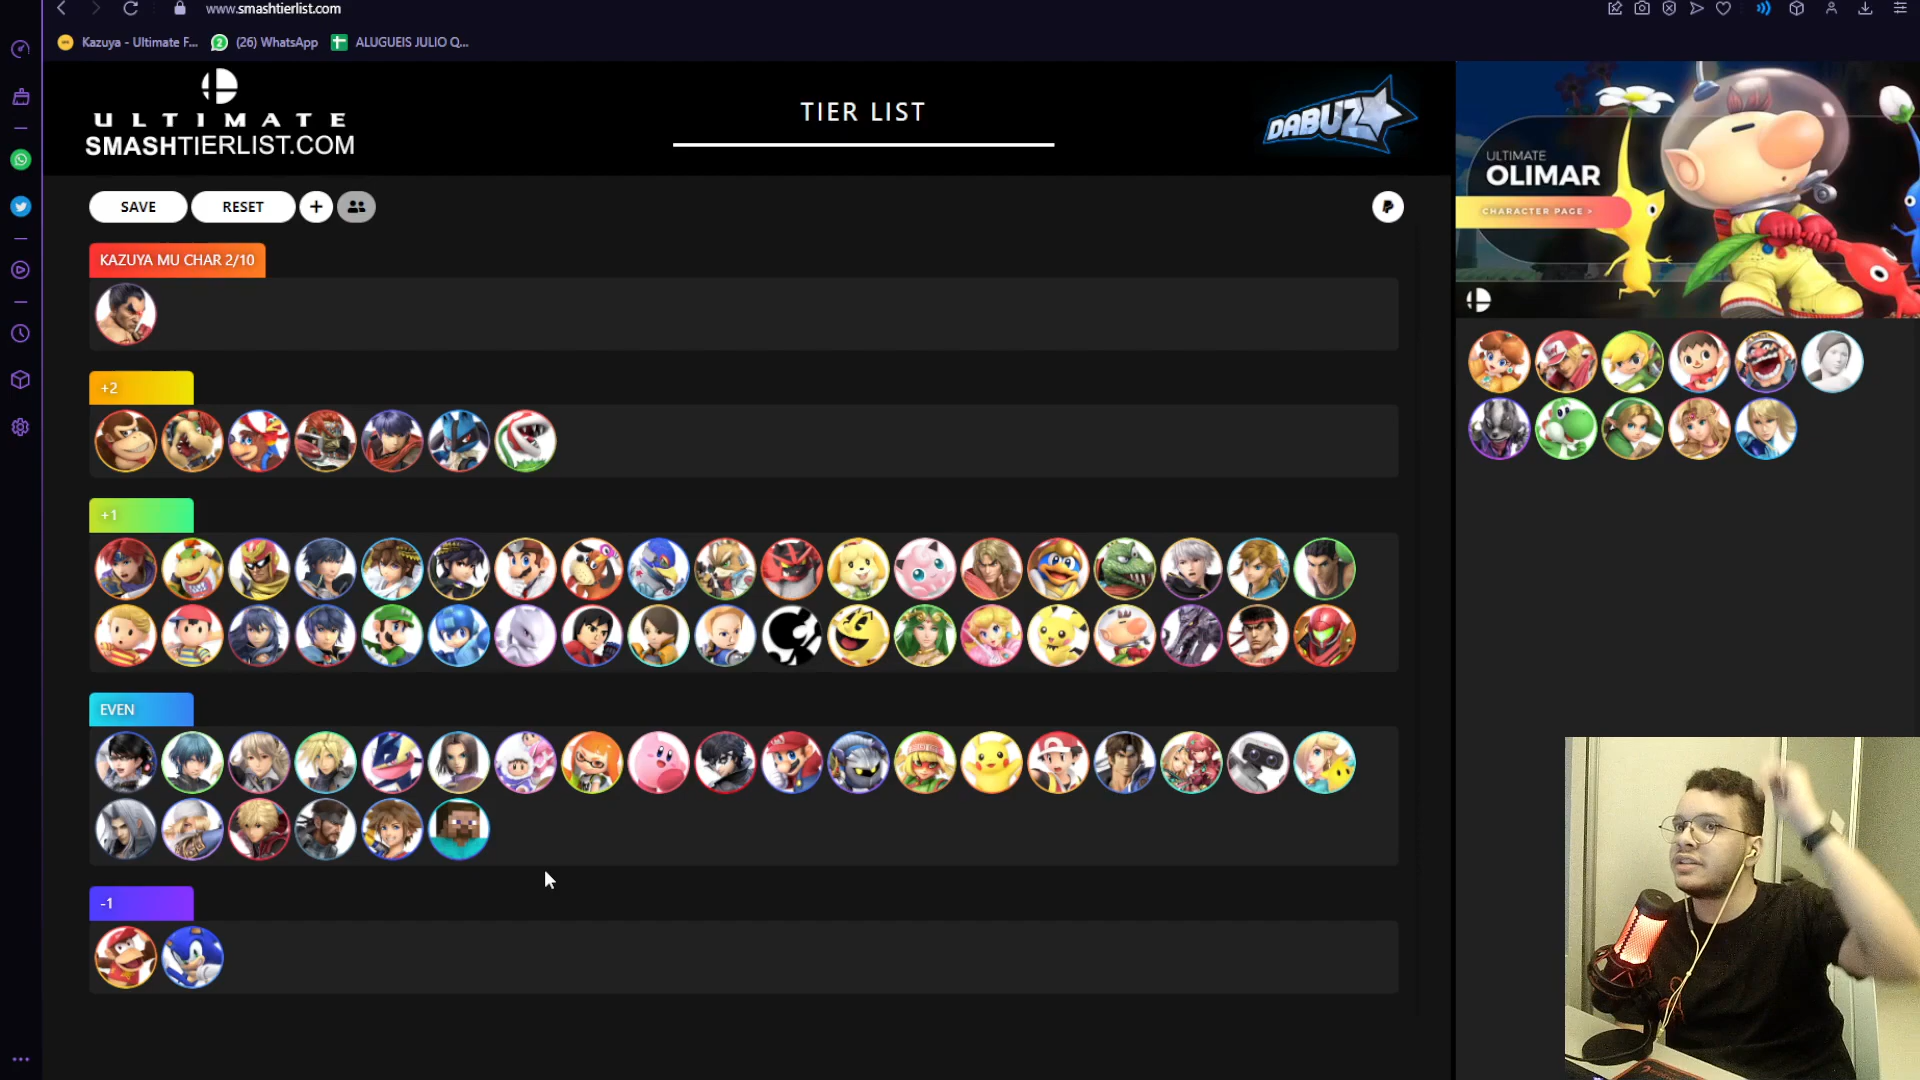 www.smashtierlist.com
Kazuya - Ultimate F...
(26) WhatsApp
ALUGUEIS JULIO Q...
ULTIMATE
SMASHTIERLIST.COM
TIER LIST
DABUZ
SAVE
RESET
+
KAZUYA MU CHAR 2/10
+2
+1
EVEN
-1
ULTIMATE
OLIMAR
CHARACTER PAGE >